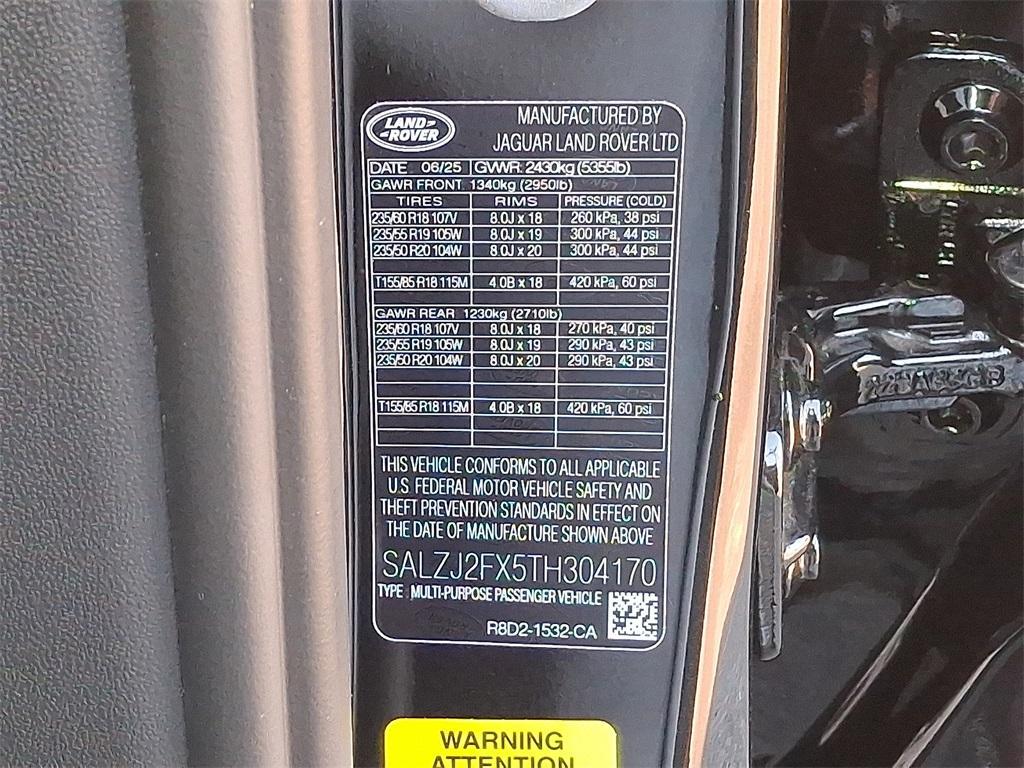 LAND-
-ROVER
MANUFACTURED BY
JAGUAR LAND ROVER LTD
DATE 06/25 GVWR: 2430kg (5355lb)
GAWR FRONT. 1340kg (2950lb)
TIRES RIMS PRESSURE (COLD)
235/60 R18 107V 8.0J x 18 260 kPa, 38 psi
235/55 R19 105W 8.0J x 19 300 kPa, 44 psi
235/50 R20 104W 8.0J x 20 300 kPa, 44 psi
T155/85 R18 115M 4.0B x 18 420 kPa, 60 psi
GAWR REAR 1230kg (2710lb)
235/60 R18 107V 8.0J x 18 270 kPa, 40 psi
235/55 R19 105W 8.0J x 19 290 kPa, 43 psi
235/50 R20 104W 8.0J x 20 290 kPa, 43 psi
T155/85 R18 115M 4.0B x 18 420 kPa, 60 psi
THIS VEHICLE CONFORMS TO ALL APPLICABLE
U.S. FEDERAL MOTOR VEHICLE SAFETY AND
THEFT PREVENTION STANDARDS IN EFFECT ON
THE DATE OF MANUFACTURE SHOWN ABOVE
SALZJ2FX5TH304170
TYPE MULTI-PURPOSE PASSENGER VEHICLE
R8D2-1532-CA
WARNING
ATTENTION